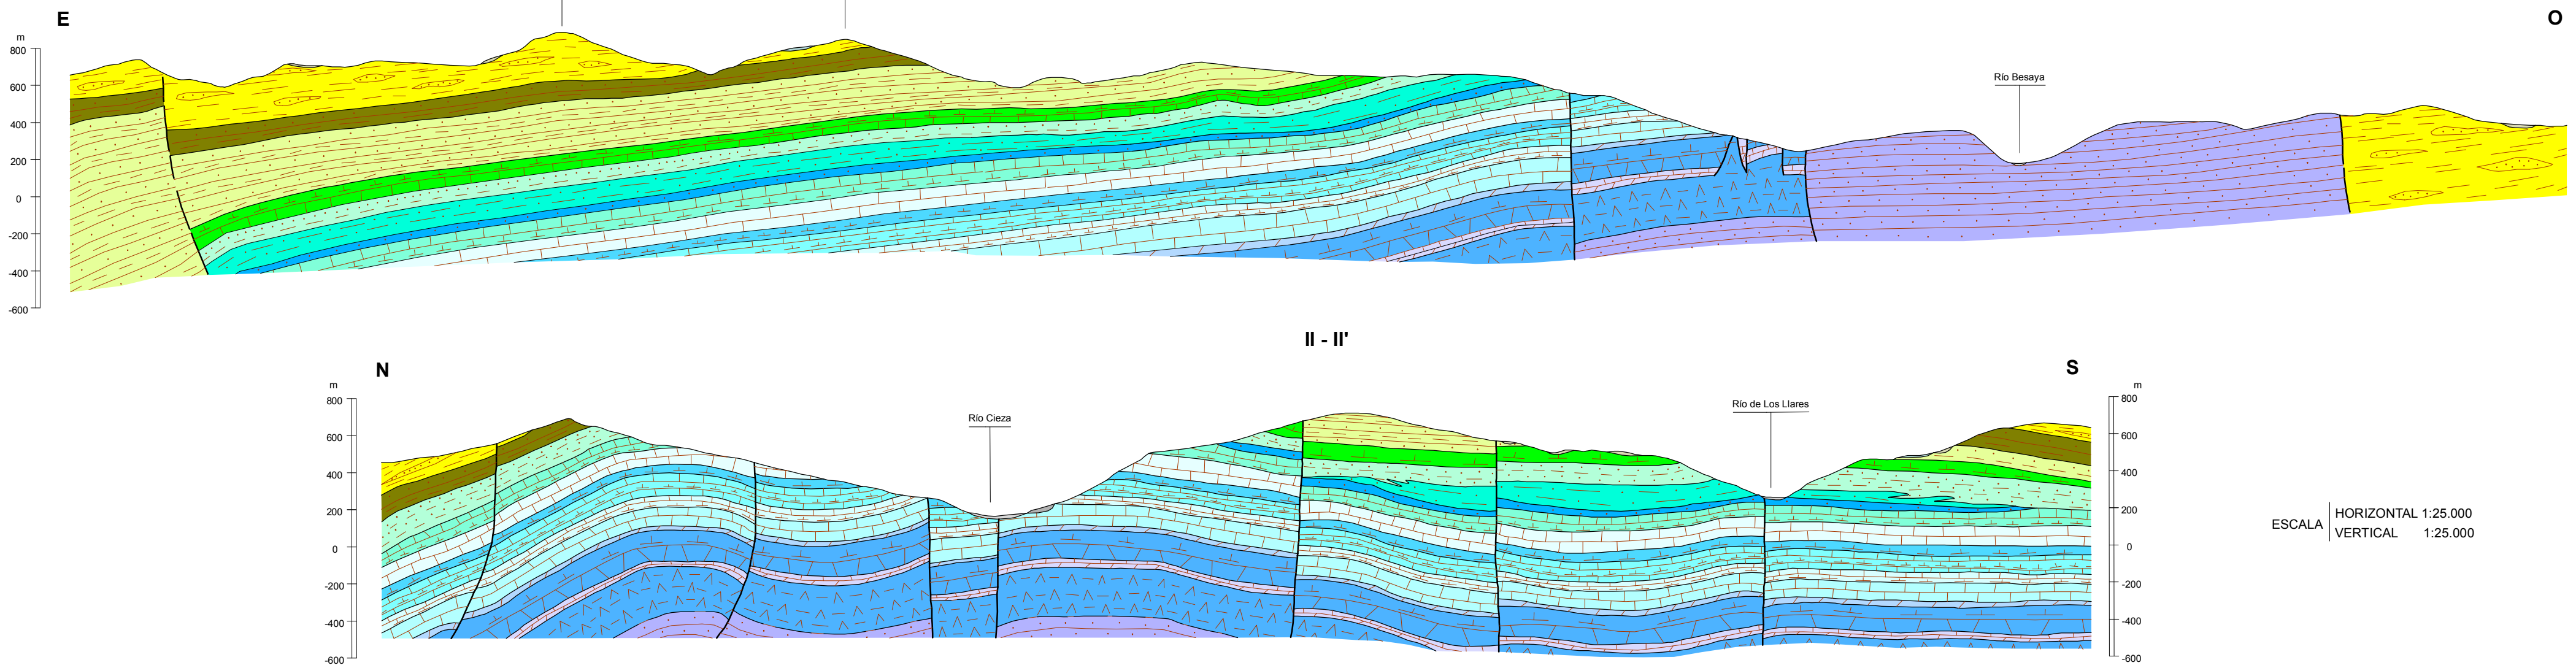 E
O
m
800
600
400
200
0
-200
-400
-600
Río Besaya
II - II'
N
S
m
800
600
400
200
0
-200
-400
-600
Río Cieza
Río de Los Llares
m
800
600
400
200
0
-200
-400
-600
ESCALA
HORIZONTAL 1:25.000
VERTICAL 1:25.000